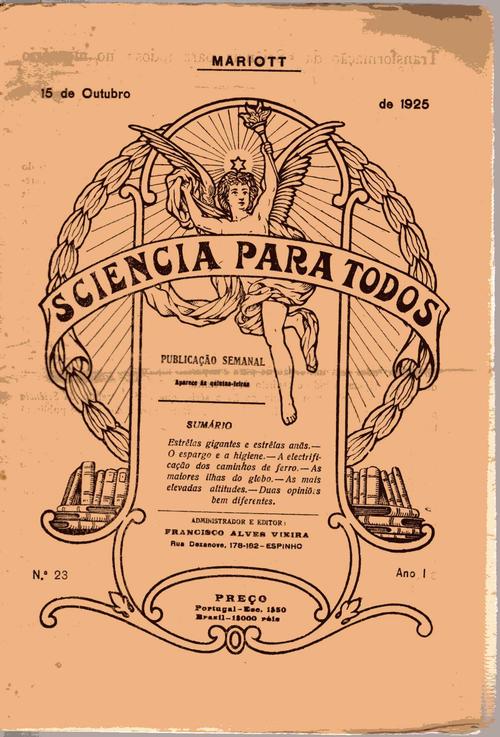 MARIOTT
15 de Outubro
de 1925
SCIENCIA PARA TODOS
PUBLICAÇÃO SEMANAL
Aparece ás quintas-feiras
SUMÁRIO
Estrêlas gigantes e estrêlas anãs.—
O espargo e a higiene.—A electrifi-
cação dos caminhos de ferro.—As
maiores ilhas do globo.—As mais
elevadas altitudes.—Duas opiniões
bem diferentes.
ADMINISTRADOR E EDITOR:
FRANCISCO ALVES VIEIRA
Rua Dezanove, 178-182—ESPINHO
N.º 23
Ano I
PREÇO
Portugal-Esc. 1$50
Brasil-1$000 réis